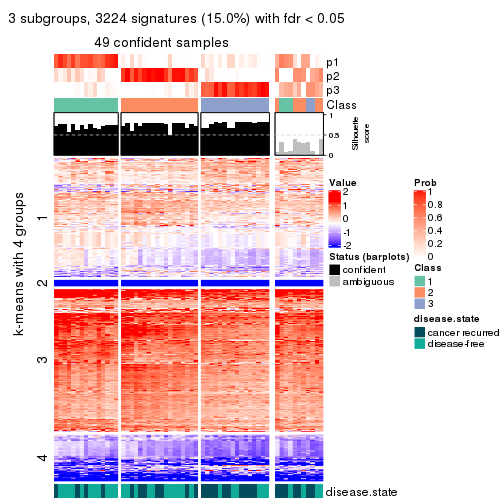 3 subgroups, 3224 signatures (15.0%) with fdr < 0.05
49 confident samples
p1
p2
p3
Class
1
0.5
0
Silhouette
score
k-means with 4 groups
1
2
3
4
disease.state
Value
2
1
0
-1
-2
Status (barplots)
confident
ambiguous
Prob
1
0.8
0.6
0.4
0.2
0
Class
1
2
3
disease.state
cancer recurred
disease-free